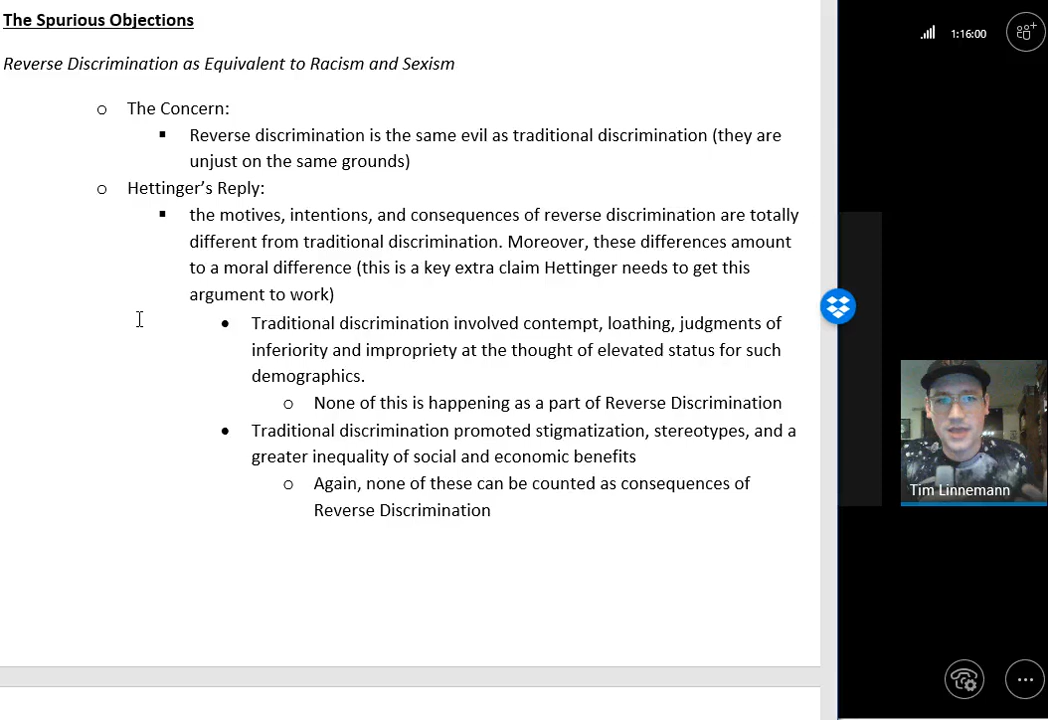 The Spurious Objections
1:16:00
Reverse Discrimination as Equivalent to Racism and Sexism
o The Concern:
▪ Reverse discrimination is the same evil as traditional discrimination (they are
unjust on the same grounds)
o Hettinger’s Reply:
▪ the motives, intentions, and consequences of reverse discrimination are totally
different from traditional discrimination. Moreover, these differences amount
to a moral difference (this is a key extra claim Hettinger needs to get this
argument to work)
• Traditional discrimination involved contempt, loathing, judgments of
inferiority and impropriety at the thought of elevated status for such
demographics.
o None of this is happening as a part of Reverse Discrimination
• Traditional discrimination promoted stigmatization, stereotypes, and a
greater inequality of social and economic benefits
o Again, none of these can be counted as consequences of
Reverse Discrimination
Tim Linnemann